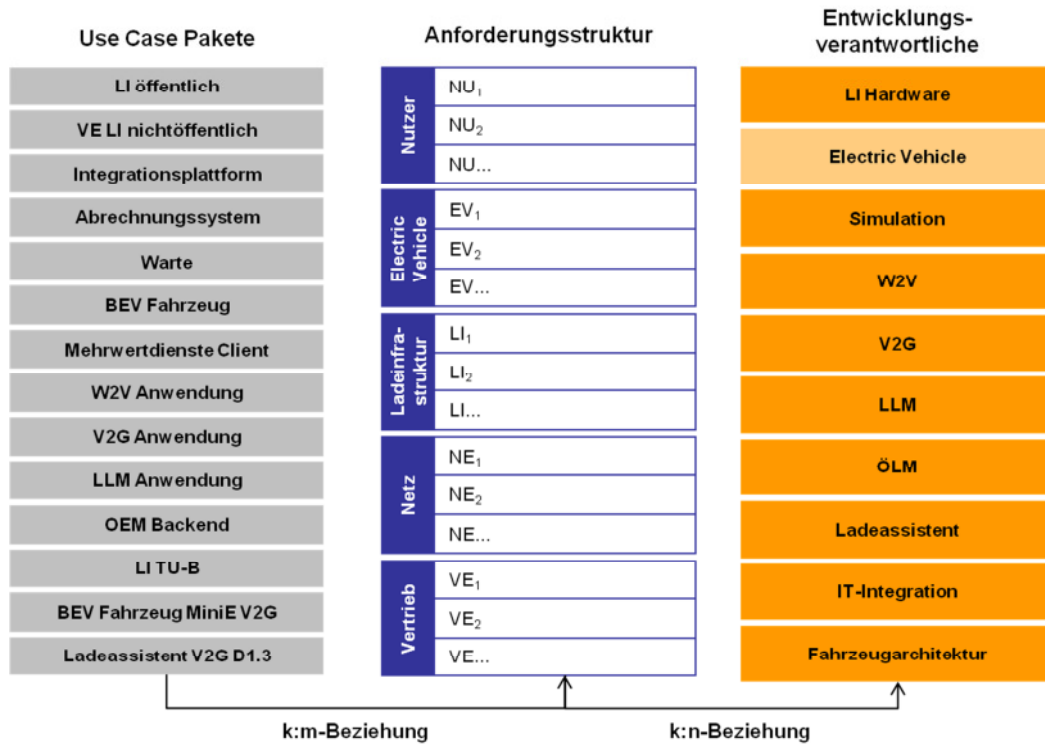 Use Case Pakete
LI öffentlich
VE LI nichtöffentlich
Integrationsplattform
Abrechnungssystem
Warte
BEV Fahrzeug
Mehrwertdienste Client
W2V Anwendung
V2G Anwendung
LLM Anwendung
OEM Backend
LI TU-B
BEV Fahrzeug MiniE V2G
Ladeassistent V2G D1.3
Anforderungsstruktur
Nutzer
NU₁
NU₂
NU...
Electric
Vehicle
EV₁
EV₂
EV...
Ladeinfra-
struktur
LI₁
LI₂
LI...
Netz
NE₁
NE₂
NE...
Vertrieb
VE₁
VE₂
VE...
Entwicklungs-
verantwortliche
LI Hardware
Electric Vehicle
Simulation
W2V
V2G
LLM
ÖLM
Ladeassistent
IT-Integration
Fahrzeugarchitektur
k:m-Beziehung
k:n-Beziehung